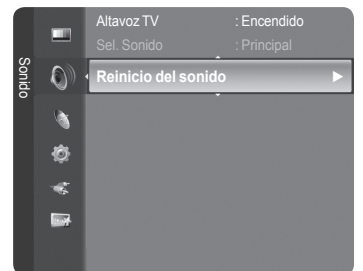 Sonido
Altavoz TV : Encendido
Sel. Sonido : Principal
Reinicio del sonido